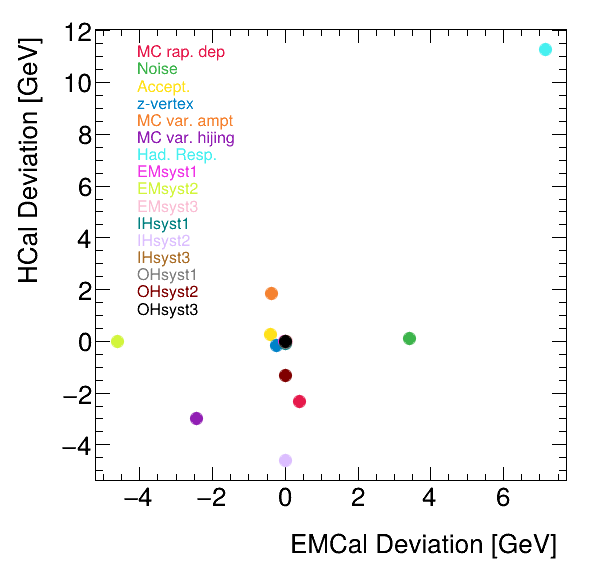 HCal Deviation [GeV]
12
10
8
6
4
2
0
−2
−4
MC rap. dep
Noise
Accept.
z-vertex
MC var. ampt
MC var. hijing
Had. Resp.
EMsyst1
EMsyst2
EMsyst3
IHsyst1
IHsyst2
IHsyst3
OHsyst1
OHsyst2
OHsyst3
−4 −2 0 2 4 6
EMCal Deviation [GeV]